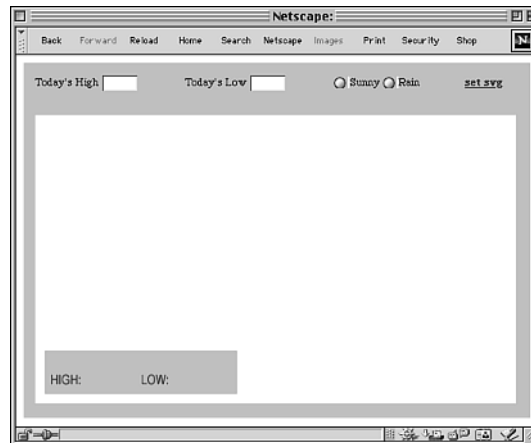 Netscape:
Back Forward Reload Home Search Netscape Images Print Security Shop N
Today's High Today's Low Sunny Rain set svg
HIGH: LOW: